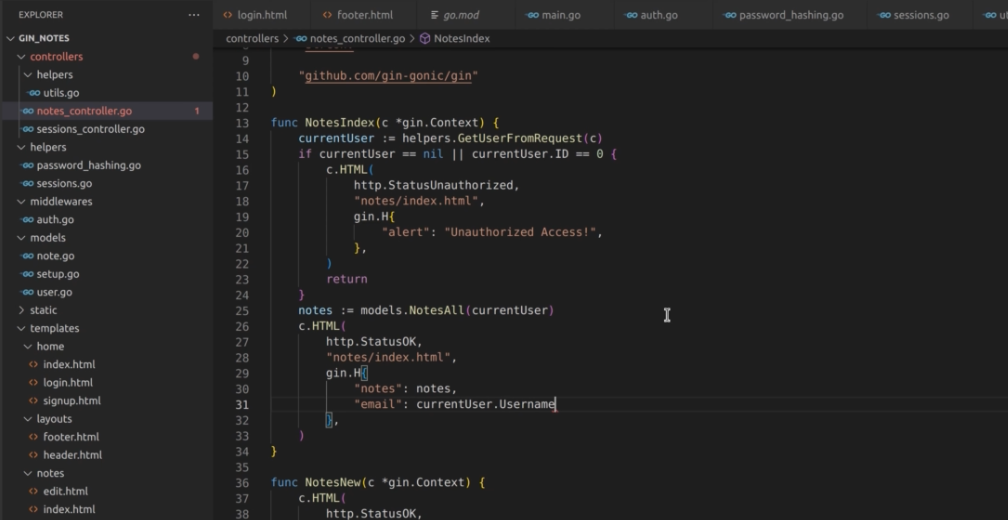 EXPLORER
...
login.html
footer.html
go.mod
main.go
auth.go
password_hashing.go
sessions.go
GIN_NOTES
controllers
helpers
utils.go
notes_controller.go 1
sessions_controller.go
helpers
password_hashing.go
sessions.go
middlewares
auth.go
models
note.go
setup.go
user.go
static
templates
home
index.html
login.html
signup.html
layouts
footer.html
header.html
notes
edit.html
index.html
controllers > notes_controller.go > NotesIndex
9
10 "github.com/gin-gonic/gin"
11 )
12
13 func NotesIndex(c *gin.Context) {
14 currentUser := helpers.GetUserFromRequest(c)
15 if currentUser == nil || currentUser.ID == 0 {
16 c.HTML(
17 http.StatusUnauthorized,
18 "notes/index.html",
19 gin.H{
20 "alert": "Unauthorized Access!",
21 },
22 )
23 return
24 }
25 notes := models.NotesAll(currentUser)
26 c.HTML(
27 http.StatusOK,
28 "notes/index.html",
29 gin.H{
30 "notes": notes,
31 "email": currentUser.Username
32 },
33 )
34 }
35
36 func NotesNew(c *gin.Context) {
37 c.HTML(
38 http.StatusOK,